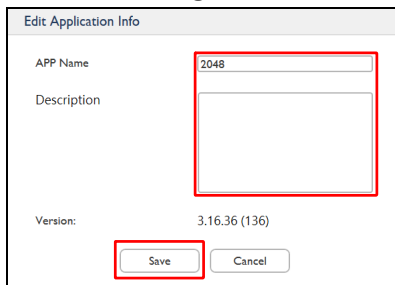 Edit Application Info
APP Name 2048
Description
Version: 3.16.36 (136)
Save Cancel